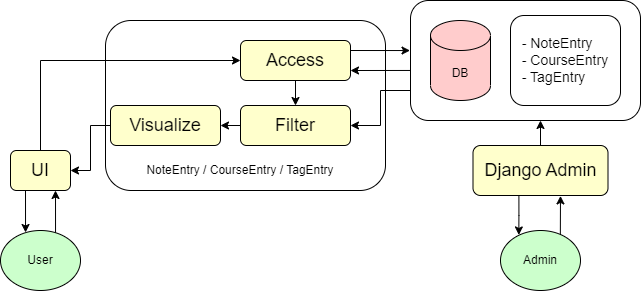 Access
DB
- NoteEntry
- CourseEntry
- TagEntry
Visualize
Filter
NoteEntry / CourseEntry / TagEntry
UI
Django Admin
User
Admin